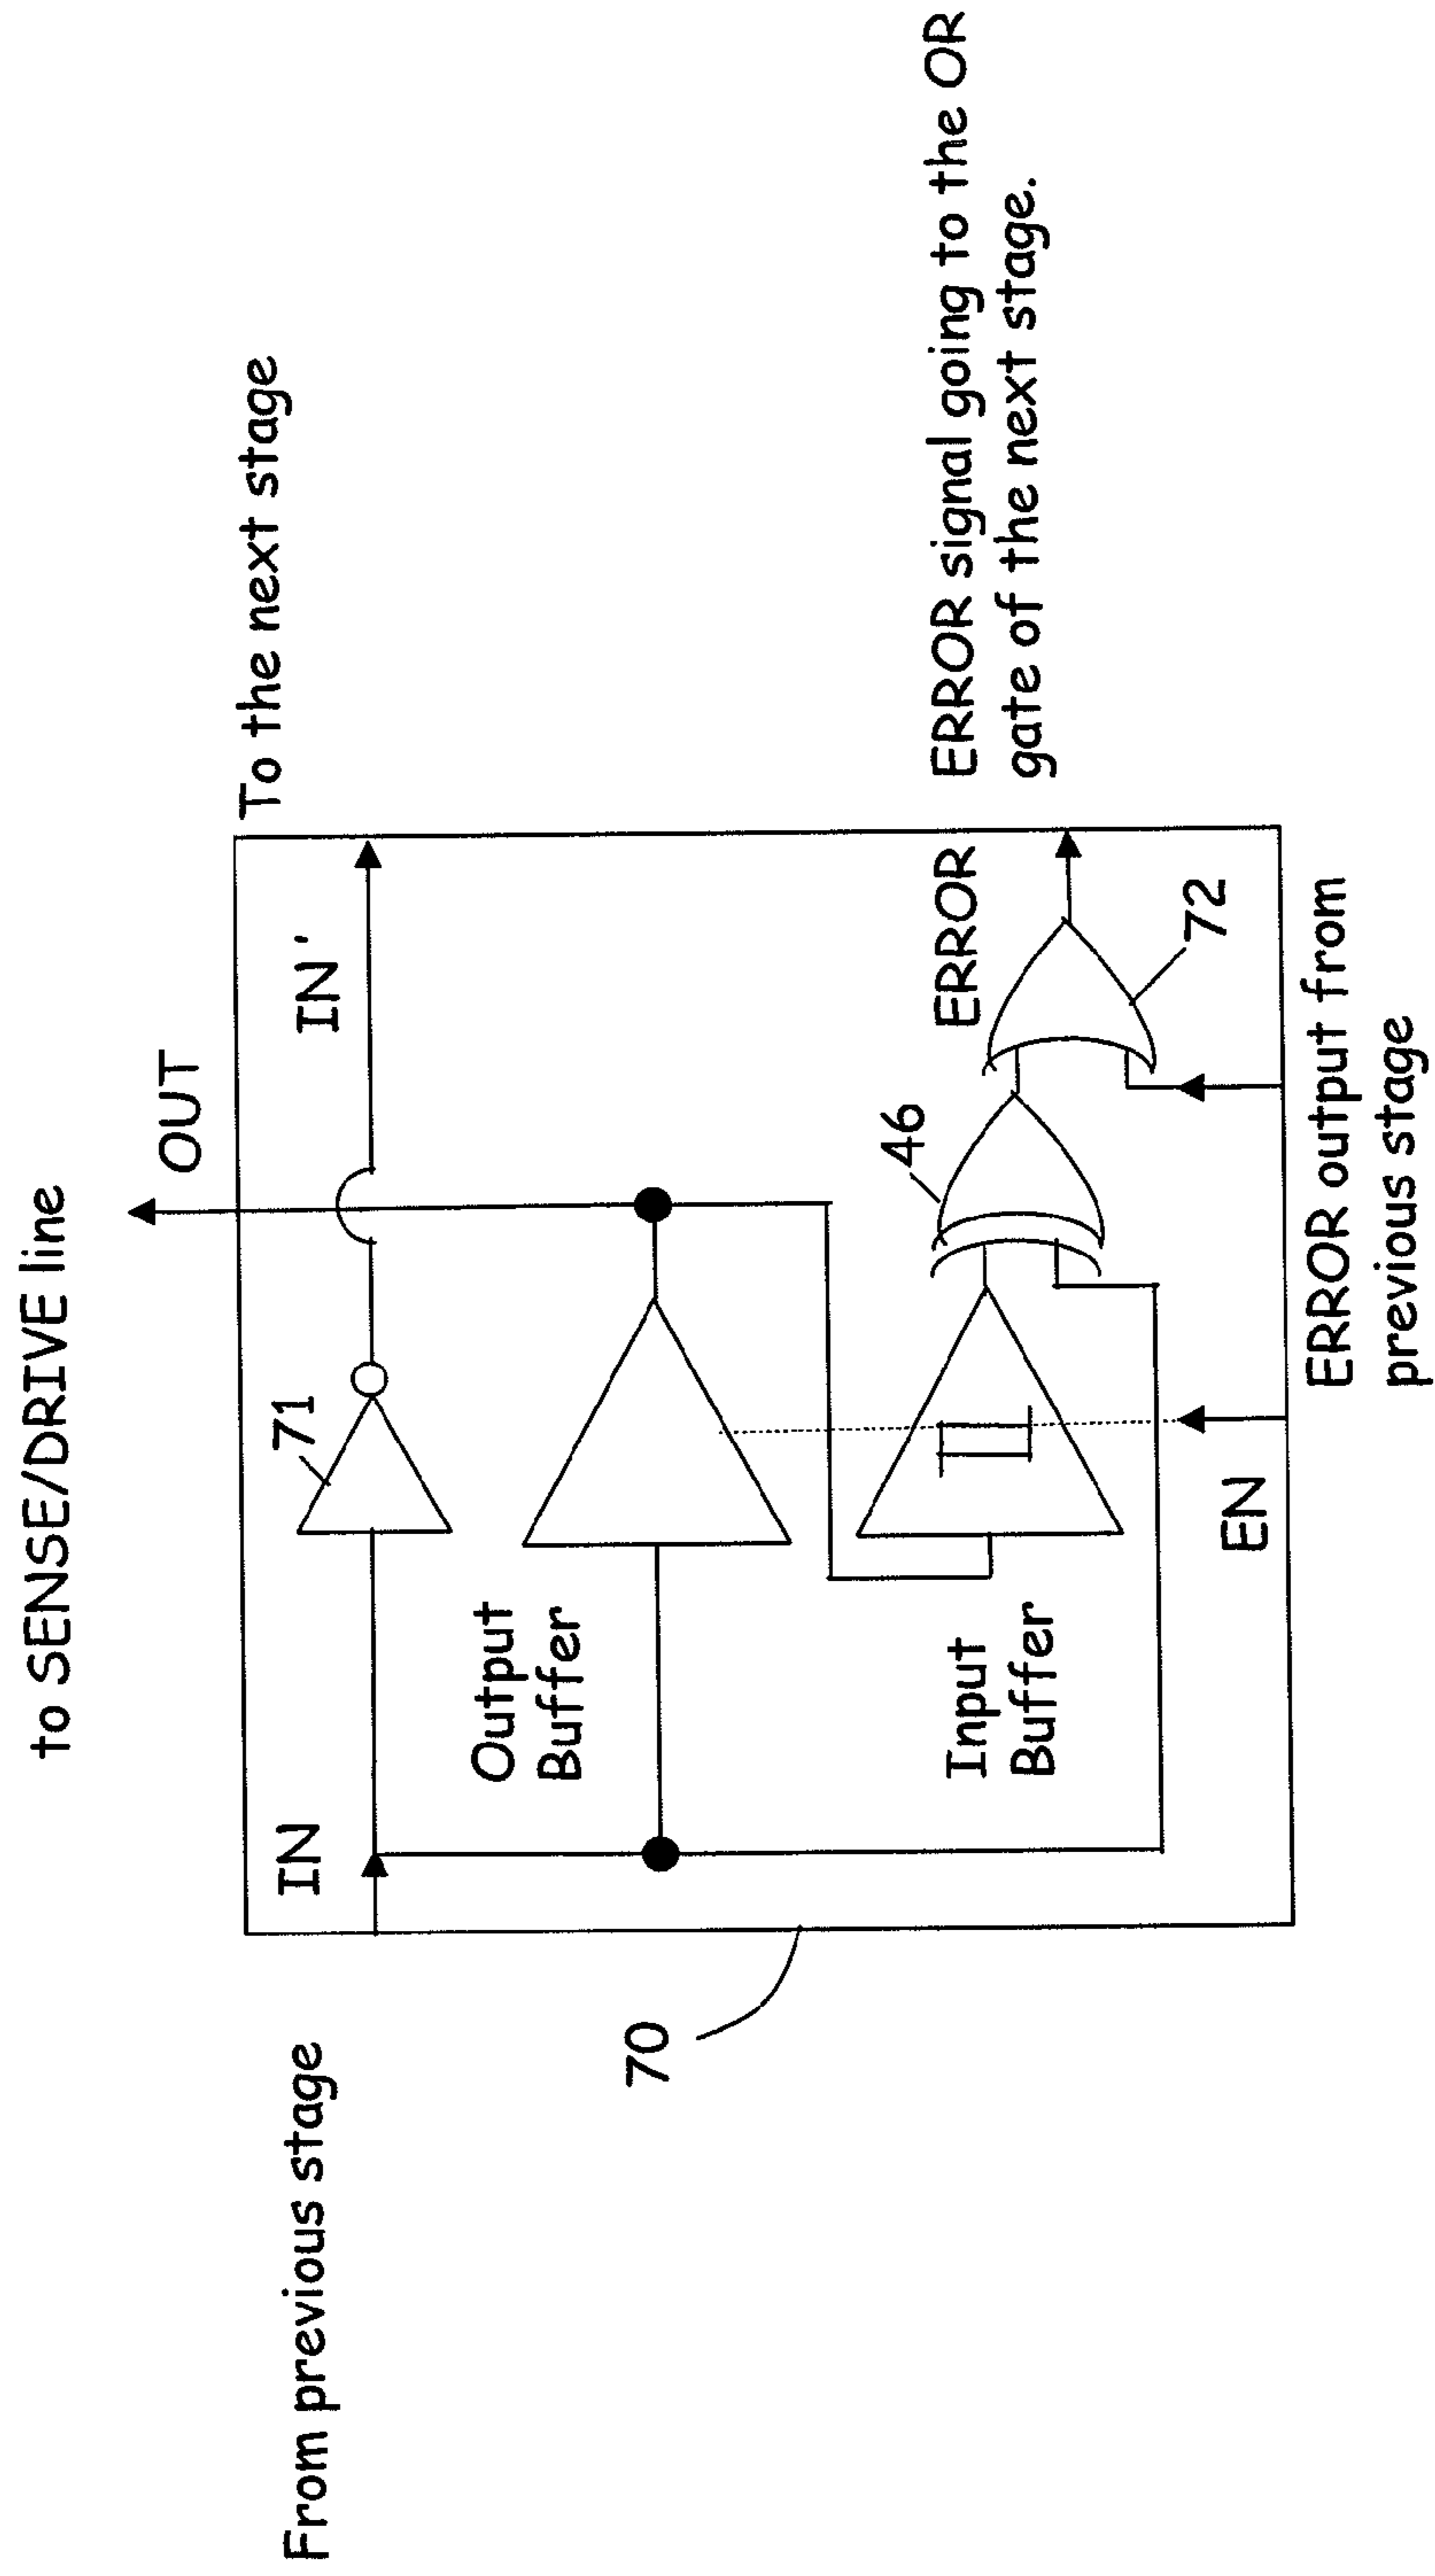 to SENSE/DRIVE line
OUT
To the next stage
From previous stage
IN
71
IN'
Output
Buffer
70
46
ERROR
ERROR signal going to the OR
gate of the next stage.
Input
Buffer
72
EN
ERROR output from
previous stage